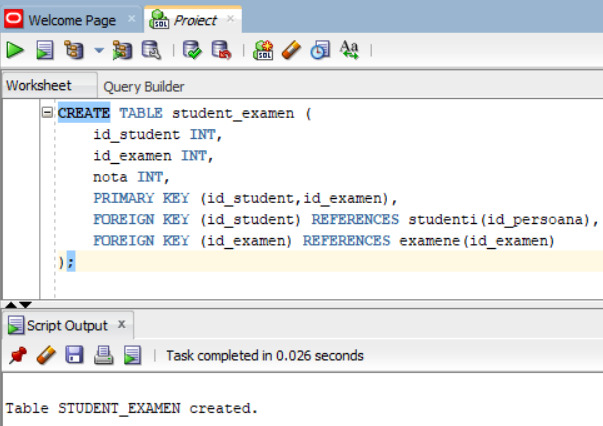 Welcome Page × Proiect ×
Worksheet Query Builder
CREATE TABLE student_examen (
id_student INT,
id_examen INT,
nota INT,
PRIMARY KEY (id_student,id_examen),
FOREIGN KEY (id_student) REFERENCES studenti(id_persoana),
FOREIGN KEY (id_examen) REFERENCES examene(id_examen)
);
Script Output ×
Task completed in 0.026 seconds
Table STUDENT_EXAMEN created.